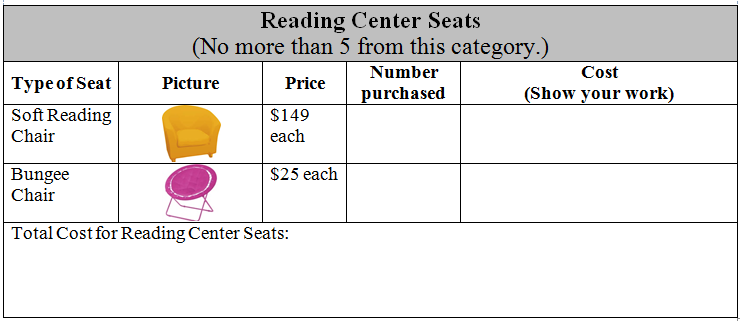 Reading Center Seats
(No more than 5 from this category.)
Type of Seat Picture Price Number purchased Cost (Show your work)
Soft Reading Chair $149 each
Bungee Chair $25 each
Total Cost for Reading Center Seats: